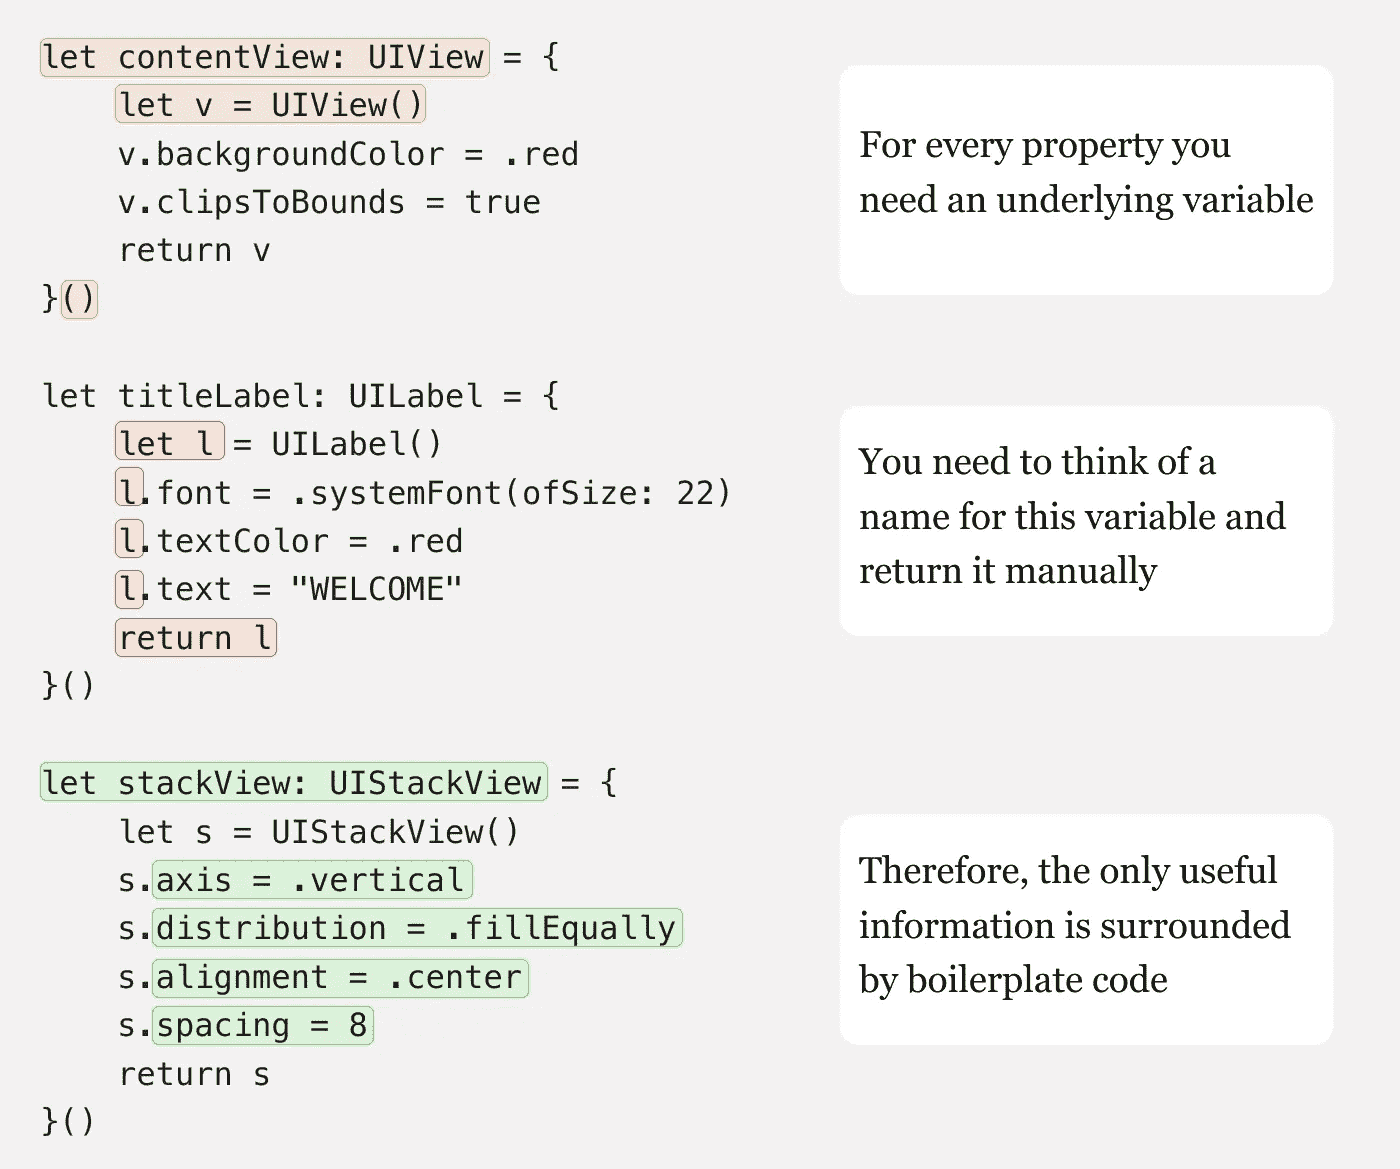 let contentView: UIView = {
    let v = UIView()
    v.backgroundColor = .red
    v.clipsToBounds = true
    return v
}()
For every property you
need an underlying variable
let titleLabel: UILabel = {
    let l = UILabel()
    l.font = .systemFont(ofSize: 22)
    l.textColor = .red
    l.text = "WELCOME"
    return l
}()
You need to think of a
name for this variable and
return it manually
let stackView: UIStackView = {
    let s = UIStackView()
    s.axis = .vertical
    s.distribution = .fillEqually
    s.alignment = .center
    s.spacing = 8
    return s
}()
Therefore, the only useful
information is surrounded
by boilerplate code